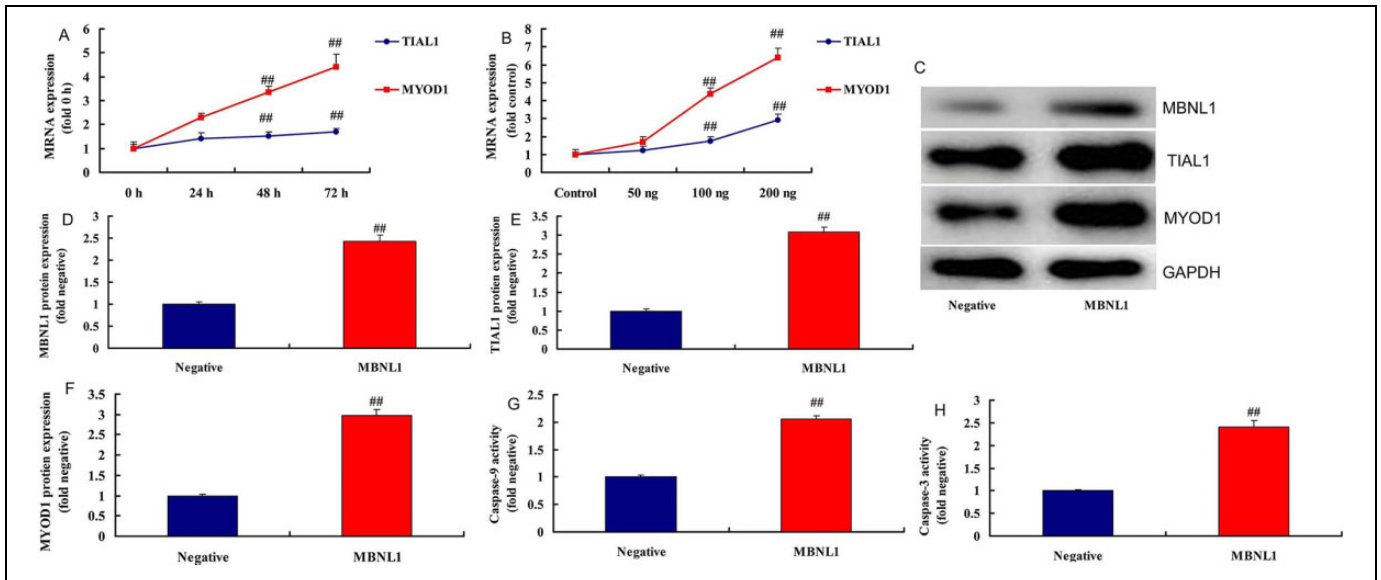 A
MRNA expression
(fold 0 h)
6
5
4
3
2
1
0
##
##
##
##
0 h
24 h
48 h
72 h
TIAL1
MYOD1
B
MRNA expression
(fold control)
8
7
6
5
4
3
2
1
0
##
##
##
##
Control
50 ng
100 ng
200 ng
TIAL1
MYOD1
C
MBNL1
TIAL1
MYOD1
GAPDH
Negative
MBNL1
D
MBNL1 protein expression
(fold negative)
3
2.5
2
1.5
1
0.5
0
##
Negative
MBNL1
E
TIAL1 protien expression
(fold negative)
3.5
3
2.5
2
1.5
1
0.5
0
##
Negative
MBNL1
F
MYOD1 protien expression
(fold negative)
3.5
3
2.5
2
1.5
1
0.5
0
##
Negative
MBNL1
G
Caspase-9 activity
(fold negative)
2.5
2
1.5
1
0.5
0
##
Negative
MBNL1
H
Caspase-3 activity
(fold negative)
3
2.5
2
1.5
1
0.5
0
##
Negative
MBNL1